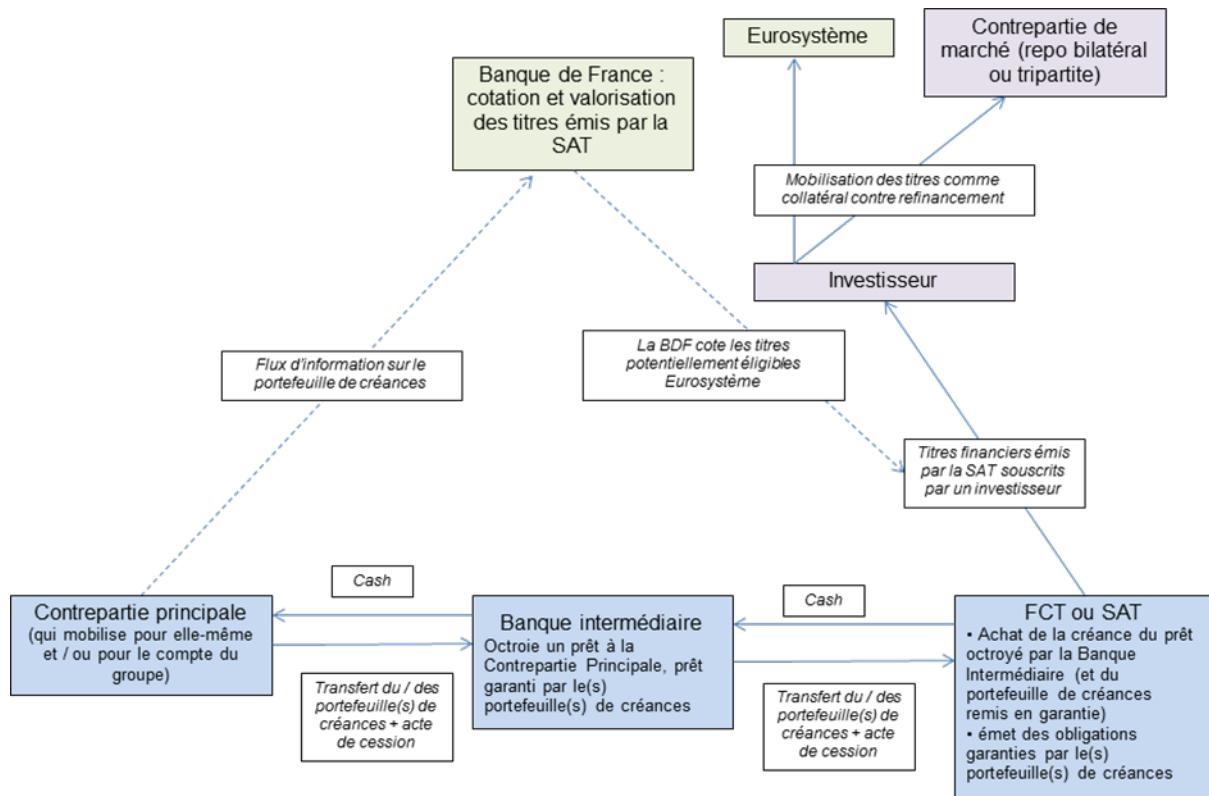 Eurosystème
Contrepartie de
marché (repo bilatéral
ou tripartite)
Banque de France :
cotation et valorisation
des titres émis par la
SAT
Mobilisation des titres comme
collatéral contre refinancement
Investisseur
Flux d'information sur le
portefeuille de créances
La BDF cote les titres
potentiellement éligibles
Eurosystème
Titres financiers émis
par la SAT souscrits
par un investisseur
Cash
Cash
Contrepartie principale
(qui mobilise pour elle-même
et / ou pour le compte du
groupe)
Banque intermédiaire
Octroie un prêt à la
Contrepartie Principale, prêt
garanti par le(s)
portefeuille(s) de créances
FCT ou SAT
• Achat de la créance du prêt
octroyé par la Banque
Intermédiaire (et du
portefeuille de créances
remis en garantie)
• émet des obligations
garanties par le(s)
portefeuille(s) de créances
Transfert du / des
portefeuille(s) de
créances + acte
de cession
Transfert du / des
portefeuille(s) de
créances + acte
de cession